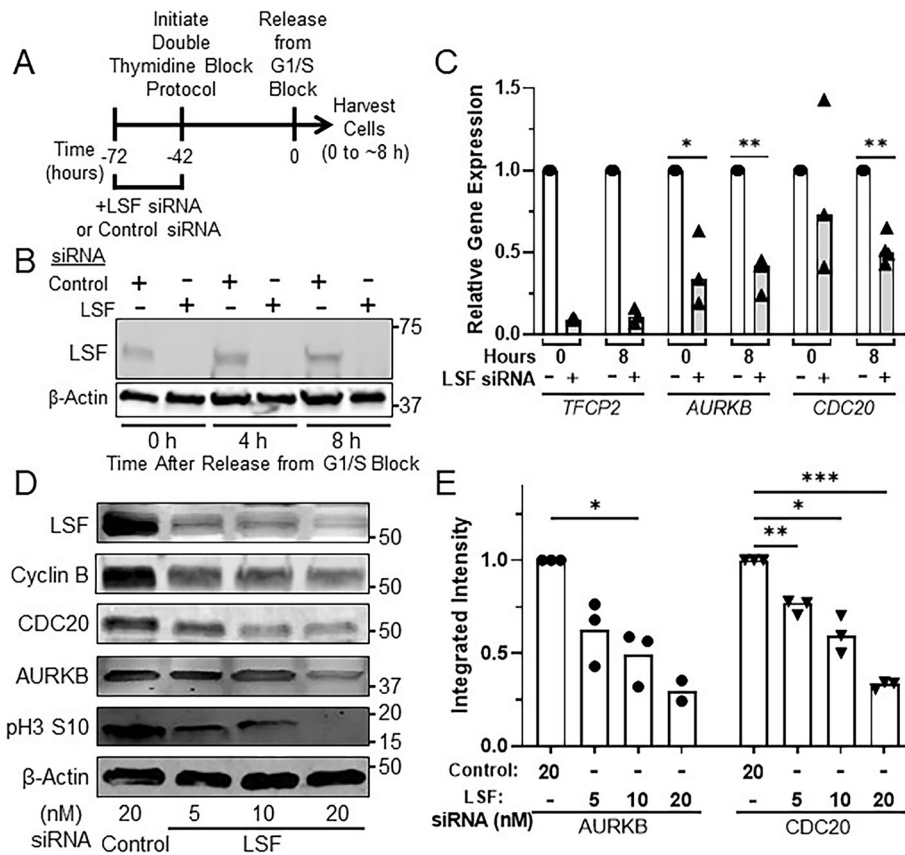 A
Initiate
Double
Thymidine Block
Protocol
Release
from
G1/S
Block
Harvest
Cells
(0 to ~8 h)
Time
(hours)
-72
-42
0
+LSF siRNA
or Control siRNA
B
siRNA
Control + - + - + -
LSF - + - + - +
75
LSF
β-Actin
37
0 h 4 h 8 h
Time After Release from G1/S Block
C
Relative Gene Expression
1.5
1.0
0.5
0.0
* ** **
Hours 0 8 0 8 0 8
LSF siRNA - + - + - + - + - + - +
TFCP2 AURKB CDC20
D
LSF
50
Cyclin B
50
CDC20
50
AURKB
37
pH3 S10
20
15
β-Actin
50
(nM) 20 5 10 20
siRNA Control LSF
E
Integrated Intensity
1.0
0.5
0.0
*
***
*
**
Control: 20 - - - 20 - - -
LSF: - 5 10 20 - 5 10 20
siRNA (nM) AURKB CDC20